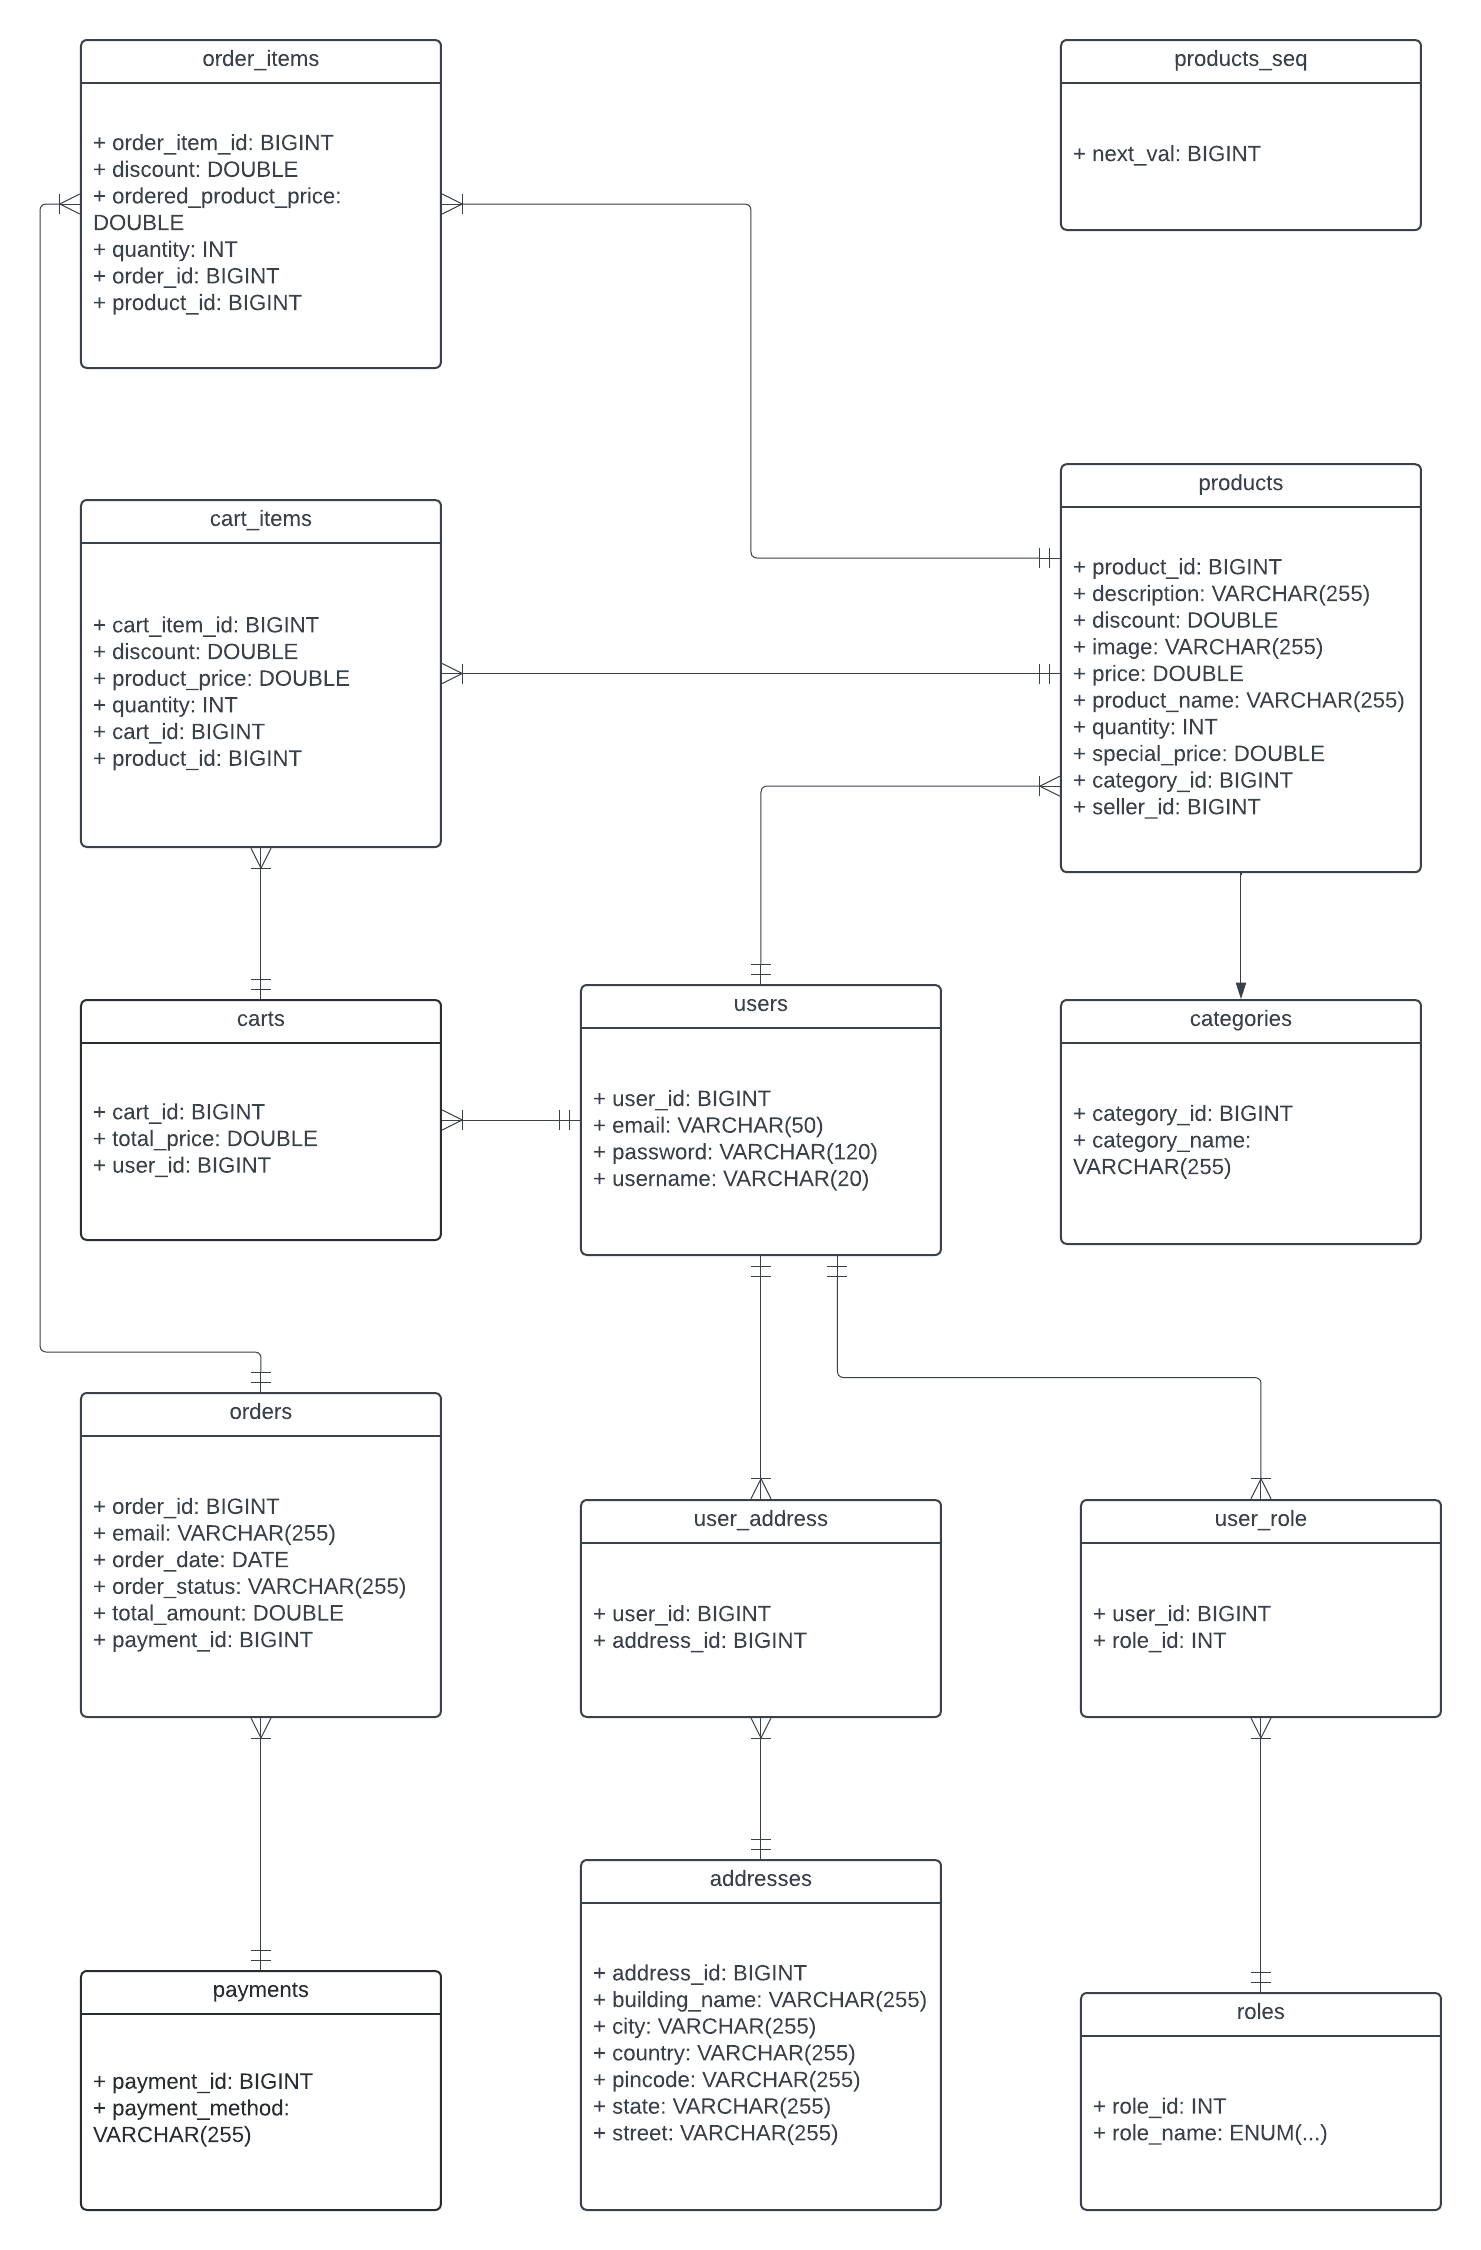 order_items
+ order_item_id: BIGINT
+ discount: DOUBLE
+ ordered_product_price:
DOUBLE
+ quantity: INT
+ order_id: BIGINT
+ product_id: BIGINT
products_seq
+ next_val: BIGINT
cart_items
+ cart_item_id: BIGINT
+ discount: DOUBLE
+ product_price: DOUBLE
+ quantity: INT
+ cart_id: BIGINT
+ product_id: BIGINT
products
+ product_id: BIGINT
+ description: VARCHAR(255)
+ discount: DOUBLE
+ image: VARCHAR(255)
+ price: DOUBLE
+ product_name: VARCHAR(255)
+ quantity: INT
+ special_price: DOUBLE
+ category_id: BIGINT
+ seller_id: BIGINT
carts
+ cart_id: BIGINT
+ total_price: DOUBLE
+ user_id: BIGINT
users
+ user_id: BIGINT
+ email: VARCHAR(50)
+ password: VARCHAR(120)
+ username: VARCHAR(20)
categories
+ category_id: BIGINT
+ category_name:
VARCHAR(255)
orders
+ order_id: BIGINT
+ email: VARCHAR(255)
+ order_date: DATE
+ order_status: VARCHAR(255)
+ total_amount: DOUBLE
+ payment_id: BIGINT
user_address
+ user_id: BIGINT
+ address_id: BIGINT
user_role
+ user_id: BIGINT
+ role_id: INT
payments
+ payment_id: BIGINT
+ payment_method:
VARCHAR(255)
addresses
+ address_id: BIGINT
+ building_name: VARCHAR(255)
+ city: VARCHAR(255)
+ country: VARCHAR(255)
+ pincode: VARCHAR(255)
+ state: VARCHAR(255)
+ street: VARCHAR(255)
roles
+ role_id: INT
+ role_name: ENUM(...)